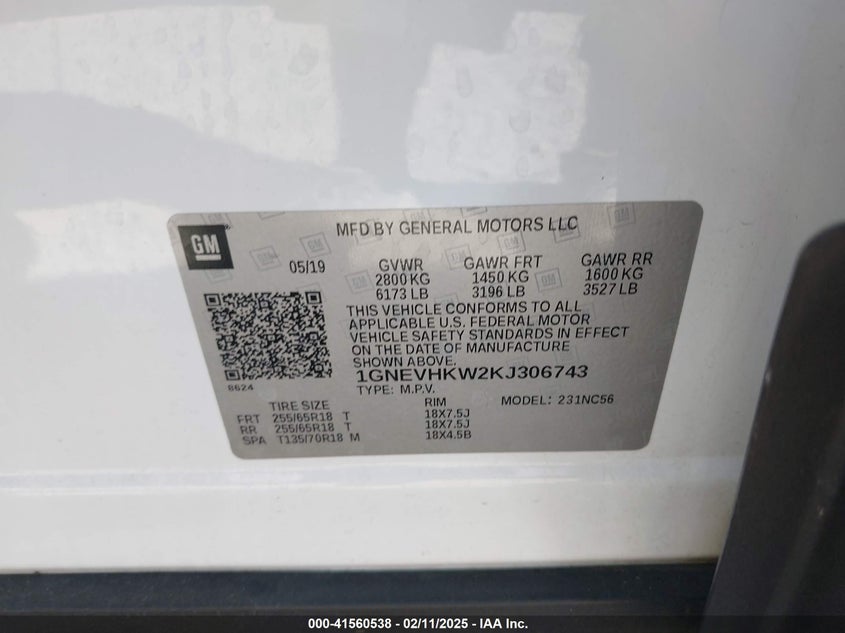 GM
MFD BY GENERAL MOTORS LLC
05/19 GVWR GAWR FRT GAWR RR
2800 KG 1450 KG 1600 KG
6173 LB 3196 LB 3527 LB
THIS VEHICLE CONFORMS TO ALL
APPLICABLE U.S. FEDERAL MOTOR
VEHICLE SAFETY STANDARDS IN EFFECT
ON THE DATE OF MANUFACTURE
SHOWN ABOVE.
8624
1GNEVHKW2KJ306743
TYPE: M.P.V.
TIRE SIZE RIM MODEL: 231NC56
FRT 255/65R18 T 18X7.5J
RR 255/65R18 T 18X7.5J
SPA T135/70R18 M 18X4.5B
000-41560538 - 02/11/2025 - IAA Inc.